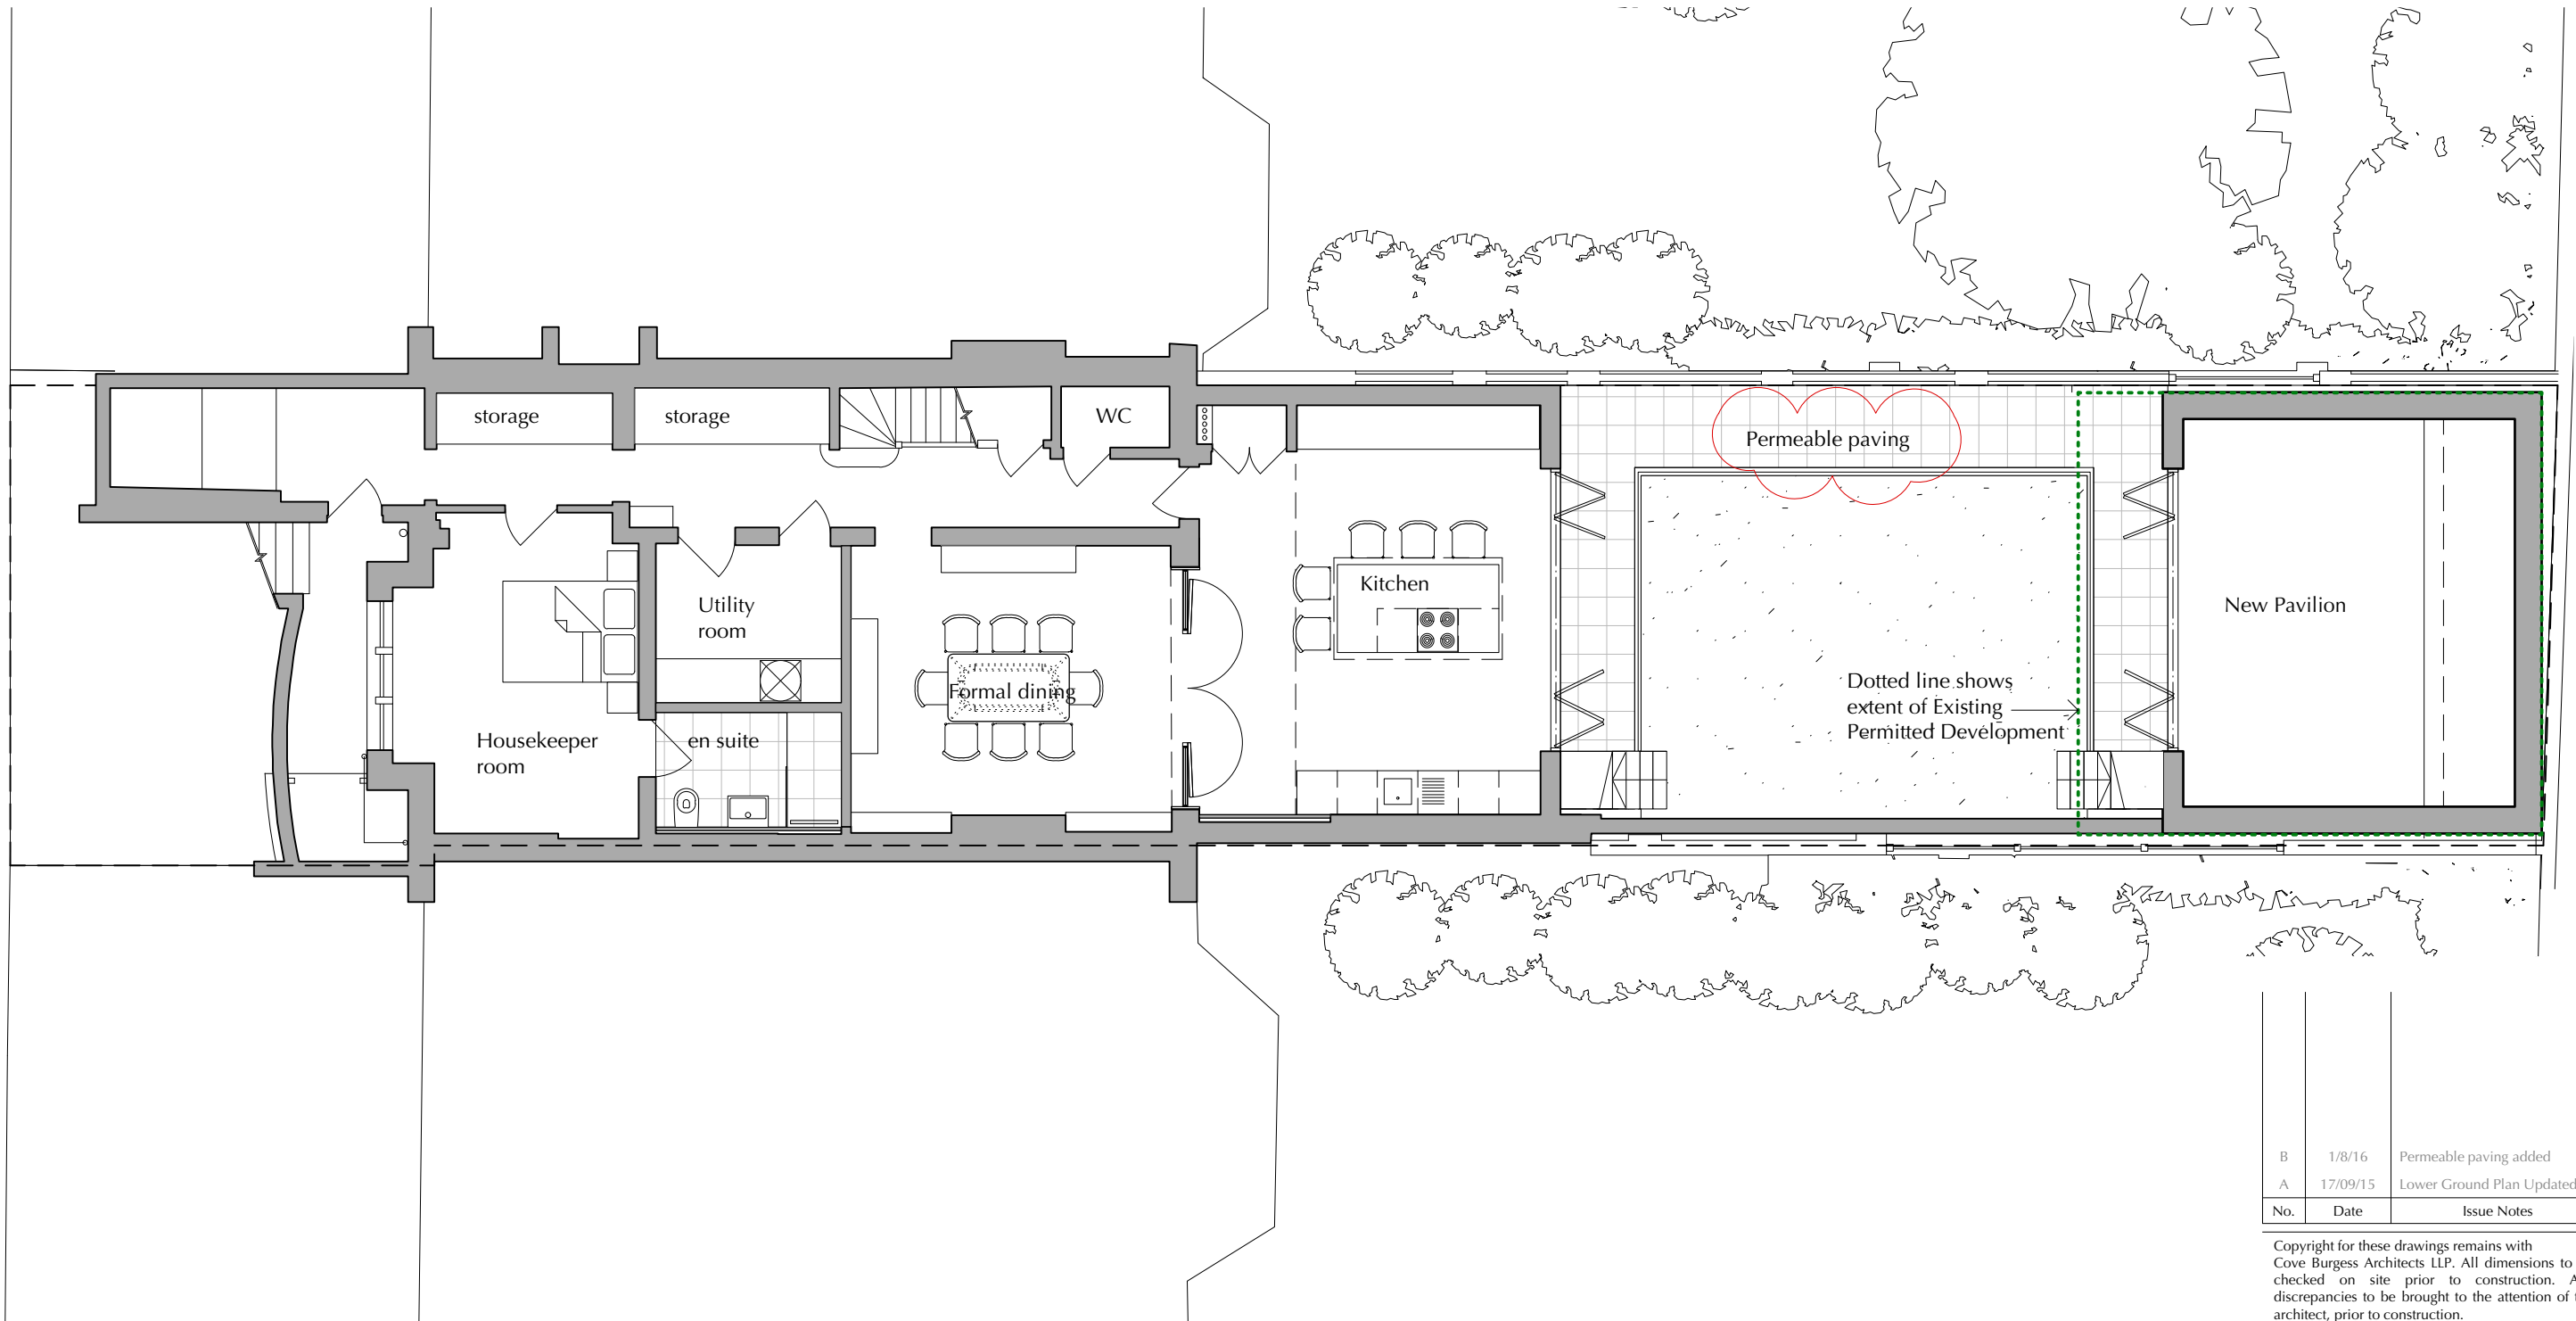 storage
storage
WC
Permeable paving
Kitchen
Utility
room
New Pavilion
Formal dining
Dotted line shows
extent of Existing
Permitted Development
Housekeeper
room
en suite
B 1/8/16 Permeable paving added
A 17/09/15 Lower Ground Plan Updated
No. Date Issue Notes
Copyright for these drawings remains with
Cove Burgess Architects LLP. All dimensions to
checked on site prior to construction.
discrepancies to be brought to the attention of
architect, prior to construction.